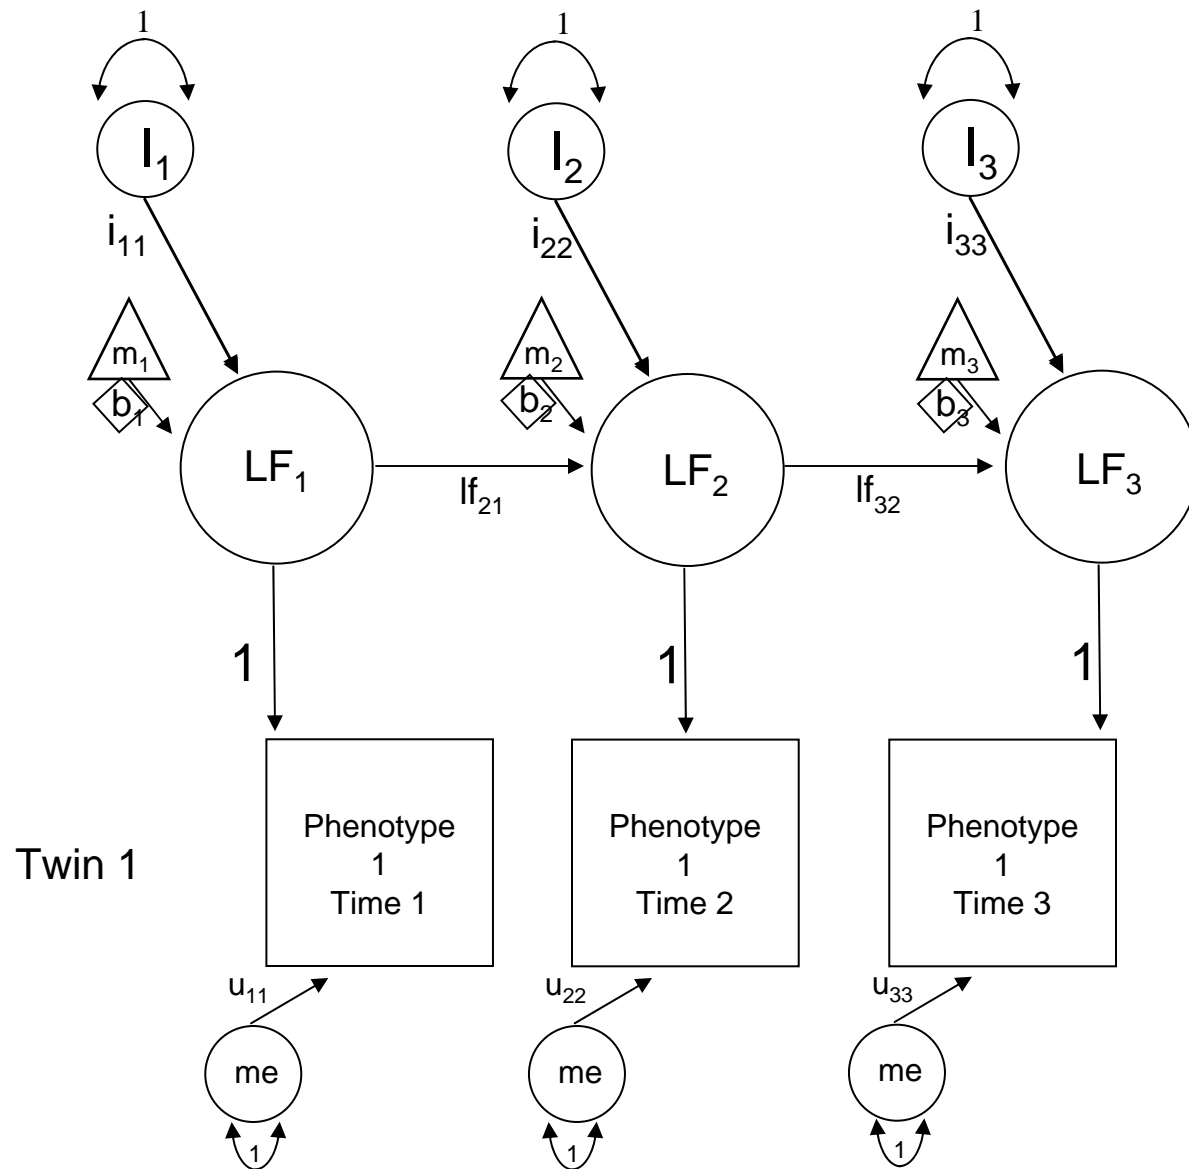 1 1 1
I₁ I₂ I₃
i₁₁ i₂₂ i₃₃
m₁ m₂ m₃
b₁ b₂ b₃
LF₁ LF₂ LF₃
lf₂₁ lf₃₂
1 1 1
Twin 1
Phenotype
1
Time 1
Phenotype
1
Time 2
Phenotype
1
Time 3
u₁₁ u₂₂ u₃₃
me me me
1 1 1